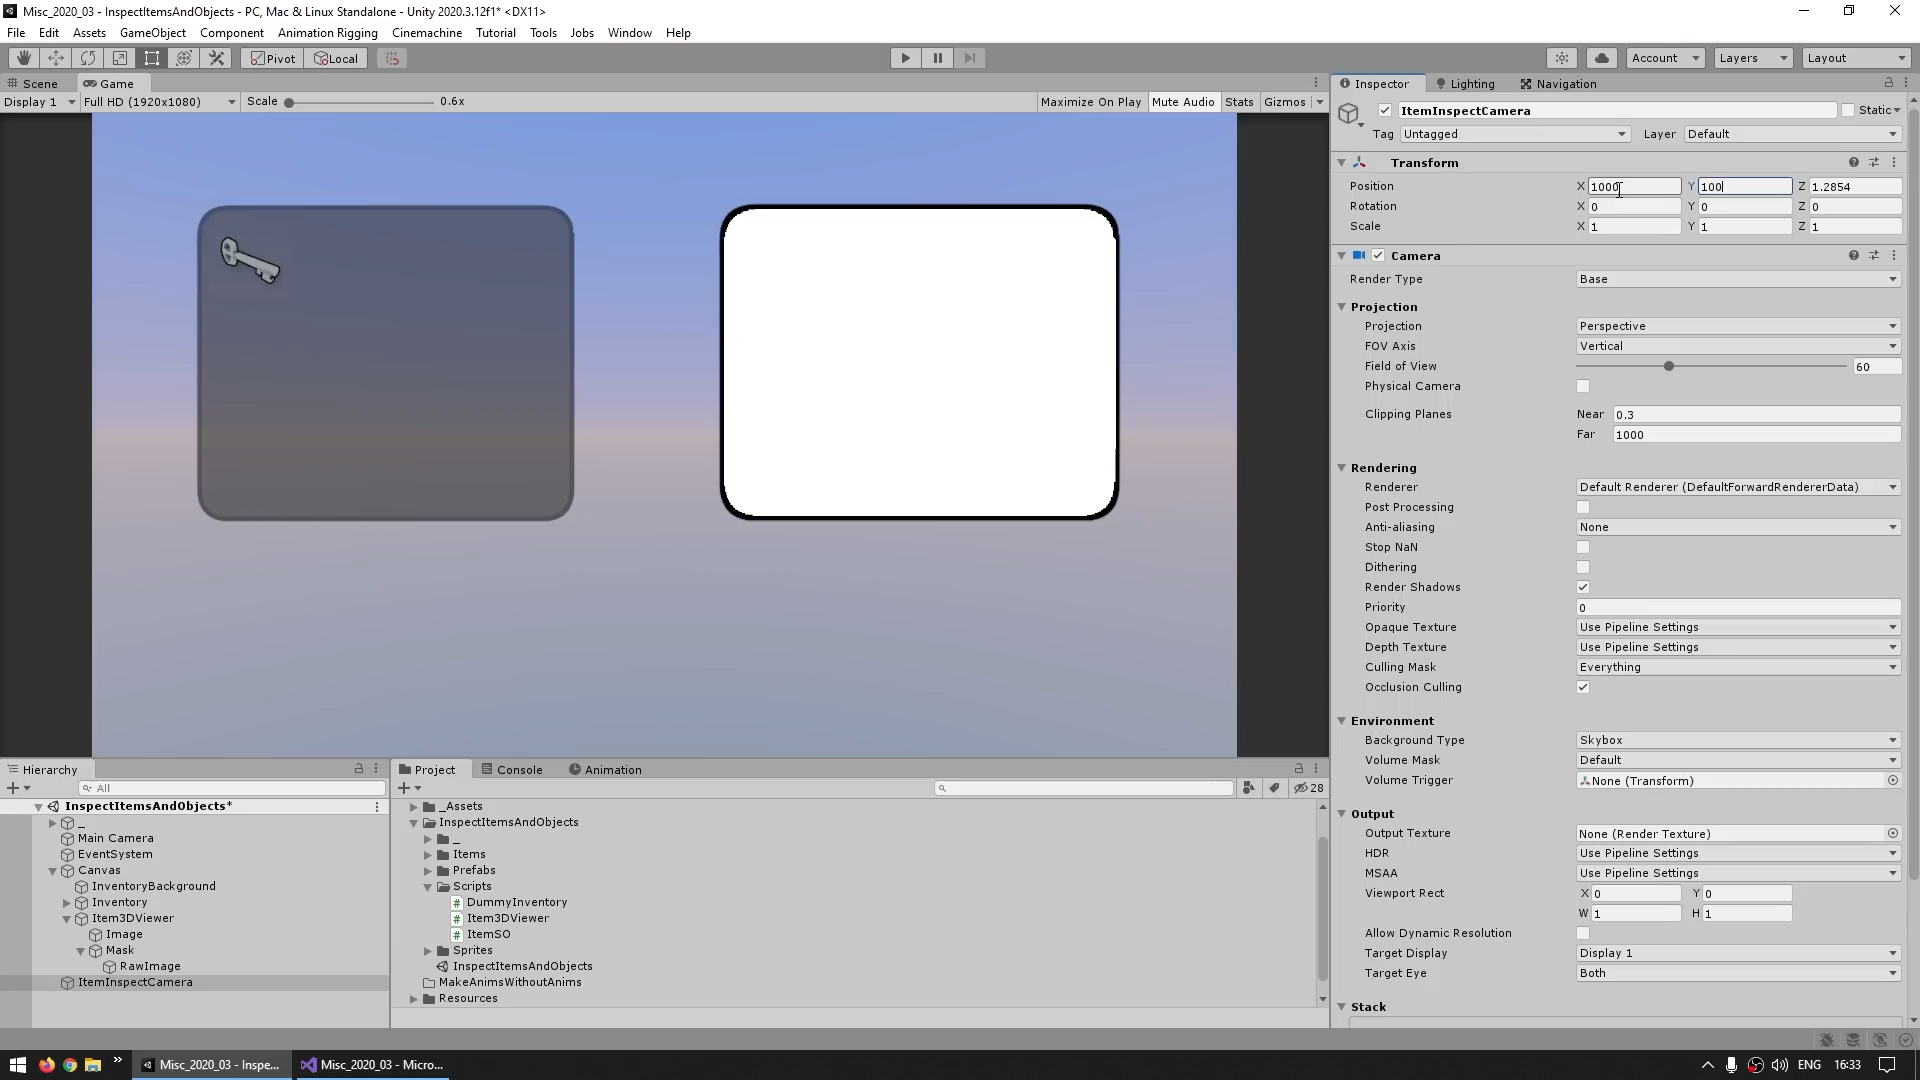 Misc_2020_03 - InspectItemsAndObjects - PC, Mac & Linux Standalone - Unity 2020.3.12f1* <DX11>
File Edit Assets GameObject Component Animation Rigging Cinemachine Tutorial Tools Jobs Window Help
Pivot Local Account Layers Layout
Scene Game
Display 1 Full HD (1920x1080) Scale 0.6x Maximize On Play Mute Audio Stats Gizmos
Inspector Lighting Navigation
ItemInspectCamera Static
Tag Untagged Layer Default
Transform
Position X 1000 Y 100 Z 1.2854
Rotation X 0 Y 0 Z 0
Scale X 1 Y 1 Z 1
Camera
Render Type Base
Projection
Projection Perspective
FOV Axis Vertical
Field of View 60
Physical Camera
Clipping Planes Near 0.3
Far 1000
Rendering
Renderer Default Renderer (DefaultForwardRendererData)
Post Processing
Anti-aliasing None
Stop NaN
Dithering
Render Shadows
Priority 0
Opaque Texture Use Pipeline Settings
Depth Texture Use Pipeline Settings
Culling Mask Everything
Occlusion Culling
Environment
Background Type Skybox
Volume Mask Default
Volume Trigger None (Transform)
Output
Output Texture None (Render Texture)
HDR Use Pipeline Settings
MSAA Use Pipeline Settings
Viewport Rect X 0 Y 0
W 1 H 1
Allow Dynamic Resolution
Target Display Display 1
Target Eye Both
Stack
Hierarchy
All
InspectItemsAndObjects*
_
Main Camera
EventSystem
Canvas
InventoryBackground
Inventory
Item3DViewer
Image
Mask
RawImage
ItemInspectCamera
Project Console Animation
28
_Assets
InspectItemsAndObjects
_
Items
Prefabs
Scripts
DummyInventory
Item3DViewer
ItemSO
Sprites
InspectItemsAndObjects
MakeAnimsWithoutAnims
Resources
Misc_2020_03 - Inspe... Misc_2020_03 - Micro... ENG 16:33